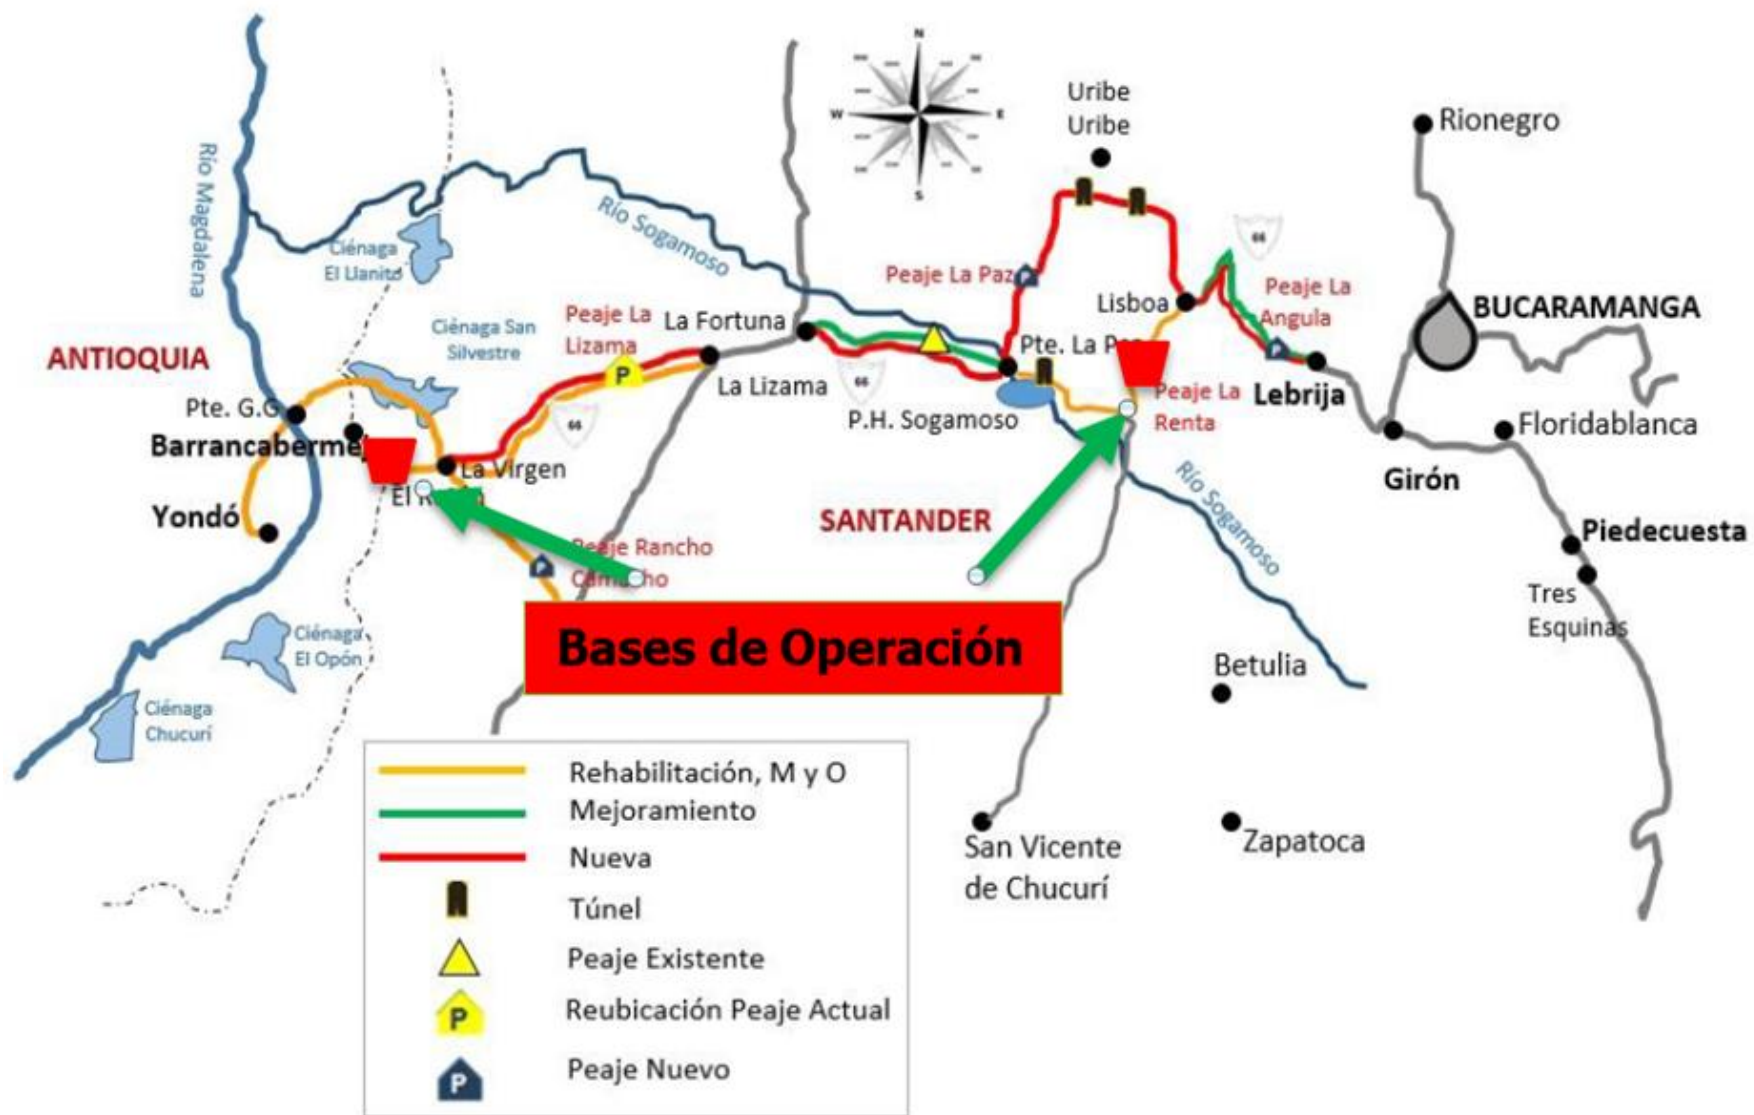 N
W
E
S
Uribe
Uribe
Rionegro
Río Magdalena
Río Sogamoso
Ciénaga
El Llanito
66
Peaje La Paz
Lisboa
Peaje La
Angula
BUCARAMANGA
Ciénaga San
Silvestre
Peaje La
Lizama
La Fortuna
ANTIOQUIA
P
P
P
P
La Lizama
66
Pte. La
Lebrija
Peaje La
Renta
Pte. G.G
66
P.H. Sogamoso
Floridablanca
Barrancaberme
La Virgen
El
Girón
Yondó
SANTANDER
Río Sogamoso
Piedecuesta
Peaje Rancho
Tres
Esquinas
Ciénaga
El Opón
Bases de Operación
Betulia
Ciénaga
Chucurí
Rehabilitación, M y O
Mejoramiento
Nueva
San Vicente
de Chucurí
Zapatoca
Túnel
Peaje Existente
P
Reubicación Peaje Actual
P
Peaje Nuevo